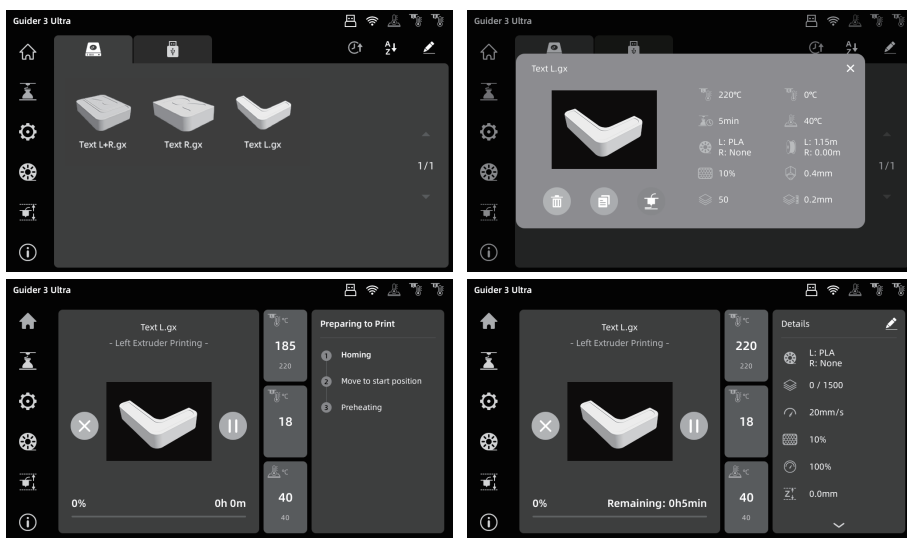 Guider 3 Ultra
Text L+R.gx
Text R.gx
Text L.gx
1/1
Guider 3 Ultra
Text L.gx
220℃
0℃
5min
40℃
L: PLA
R: None
L: 1.15m
R: 0.00m
10%
0.4mm
50
0.2mm
1/1
Guider 3 Ultra
Text L.gx
- Left Extruder Printing -
0%
0h 0m
℃
185
220
℃
18
℃
40
40
Preparing to Print
1 Homing
2 Move to start position
3 Preheating
Guider 3 Ultra
Text L.gx
- Left Extruder Printing -
0%
Remaining: 0h5min
℃
220
220
℃
18
℃
40
40
Details
L: PLA
R: None
0 / 1500
20mm/s
10%
100%
0.0mm